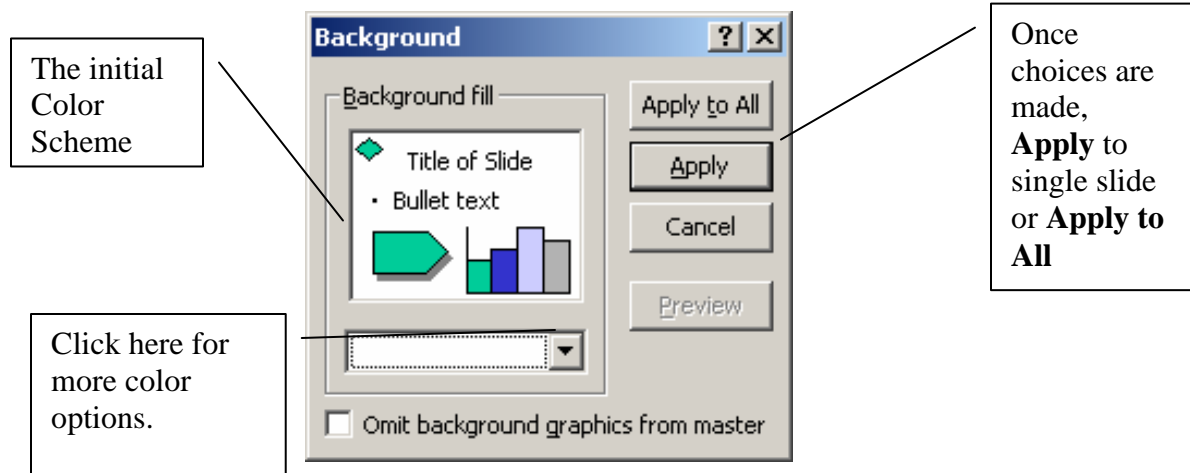 The initial
Color
Scheme
Click here for
more color
options.
Background
Background fill
Title of Slide
• Bullet text
Omit background graphics from master
Apply to All
Apply
Cancel
Preview
Once
choices are
made,
Apply to
single slide
or Apply to
All